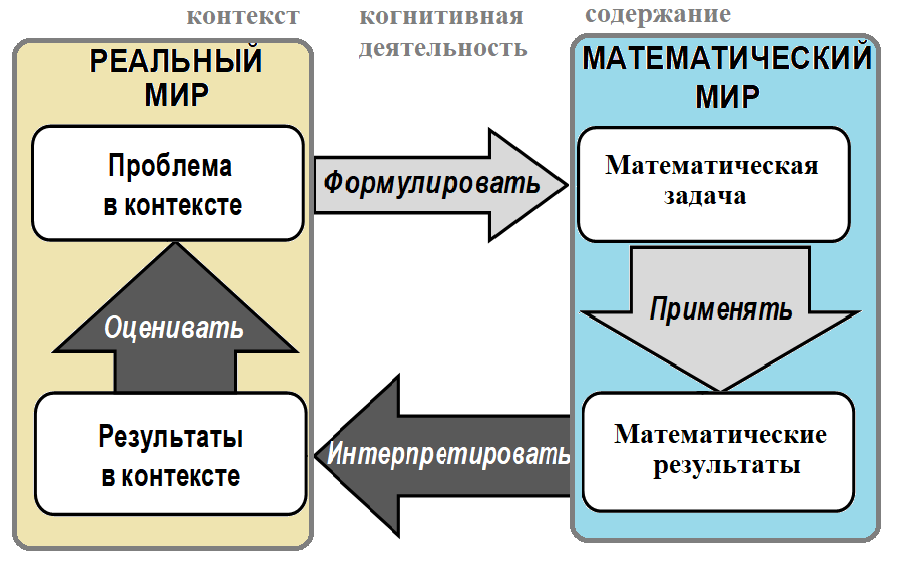 контекст
когнитивная
деятельность
содержание
РЕАЛЬНЫЙ
МИР
МАТЕМАТИЧЕСКИЙ
МИР
Проблема
в контексте
Формулировать
Математическая
задача
Оценивать
Применять
Результаты
в контексте
Интерпретировать
Математические
результаты